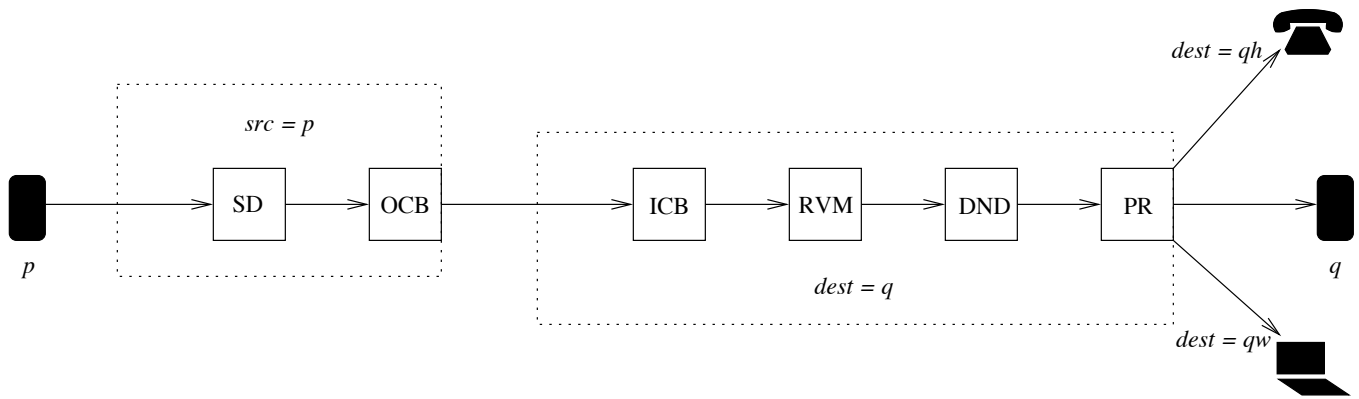 dest = qh
src = p
SD
OCB
ICB
RVM
DND
PR
p
q
dest = q
dest = qw